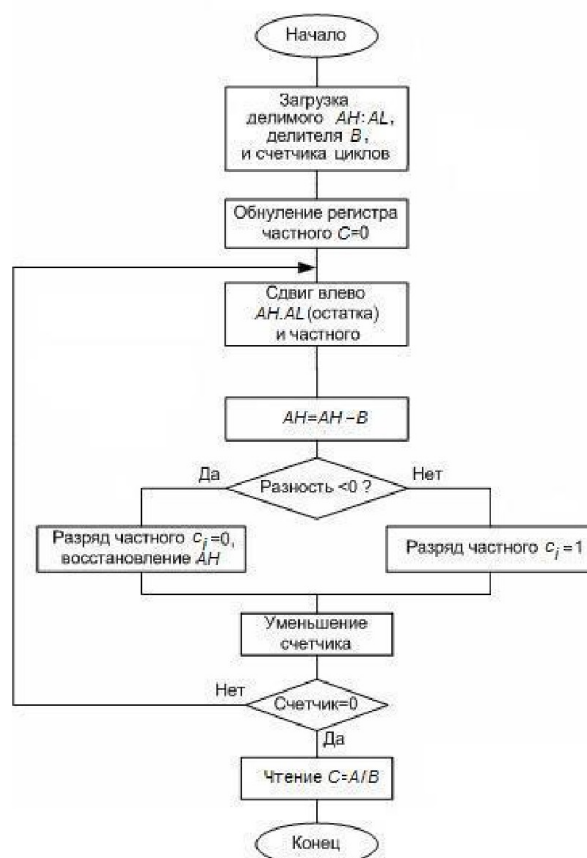 Начало
Загрузка
делимого AH:AL,
делителя B,
и счетчика циклов
Обнуление регистра
частного C=0
Сдвиг влево
AH.AL(остатка)
и частного
AH=AH−B
Да
Разность <0 ?
Нет
Разряд частного cᵢ=0,
восстановление AH
Разряд частного cᵢ=1
Уменьшение
счетчика
Нет
Счетчик=0
Да
Чтение C=A/B
Конец